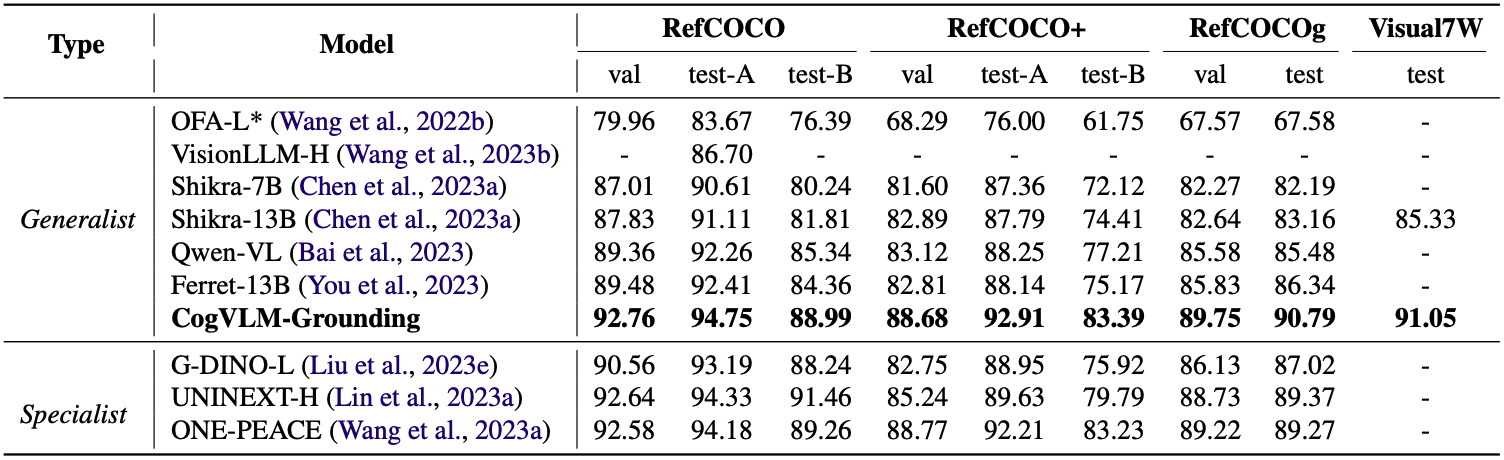 Type Model RefCOCO RefCOCO+ RefCOCOg Visual7W
val test-A test-B val test-A test-B val test test
Generalist
OFA-L* (Wang et al., 2022b) 79.96 83.67 76.39 68.29 76.00 61.75 67.57 67.58 -
VisionLLM-H (Wang et al., 2023b) - 86.70 - - - - - - -
Shikra-7B (Chen et al., 2023a) 87.01 90.61 80.24 81.60 87.36 72.12 82.27 82.19 -
Shikra-13B (Chen et al., 2023a) 87.83 91.11 81.81 82.89 87.79 74.41 82.64 83.16 85.33
Qwen-VL (Bai et al., 2023) 89.36 92.26 85.34 83.12 88.25 77.21 85.58 85.48 -
Ferret-13B (You et al., 2023) 89.48 92.41 84.36 82.81 88.14 75.17 85.83 86.34 -
CogVLM-Grounding 92.76 94.75 88.99 88.68 92.91 83.39 89.75 90.79 91.05
Specialist
G-DINO-L (Liu et al., 2023e) 90.56 93.19 88.24 82.75 88.95 75.92 86.13 87.02 -
UNINEXT-H (Lin et al., 2023a) 92.64 94.33 91.46 85.24 89.63 79.79 88.73 89.37 -
ONE-PEACE (Wang et al., 2023a) 92.58 94.18 89.26 88.77 92.21 83.23 89.22 89.27 -